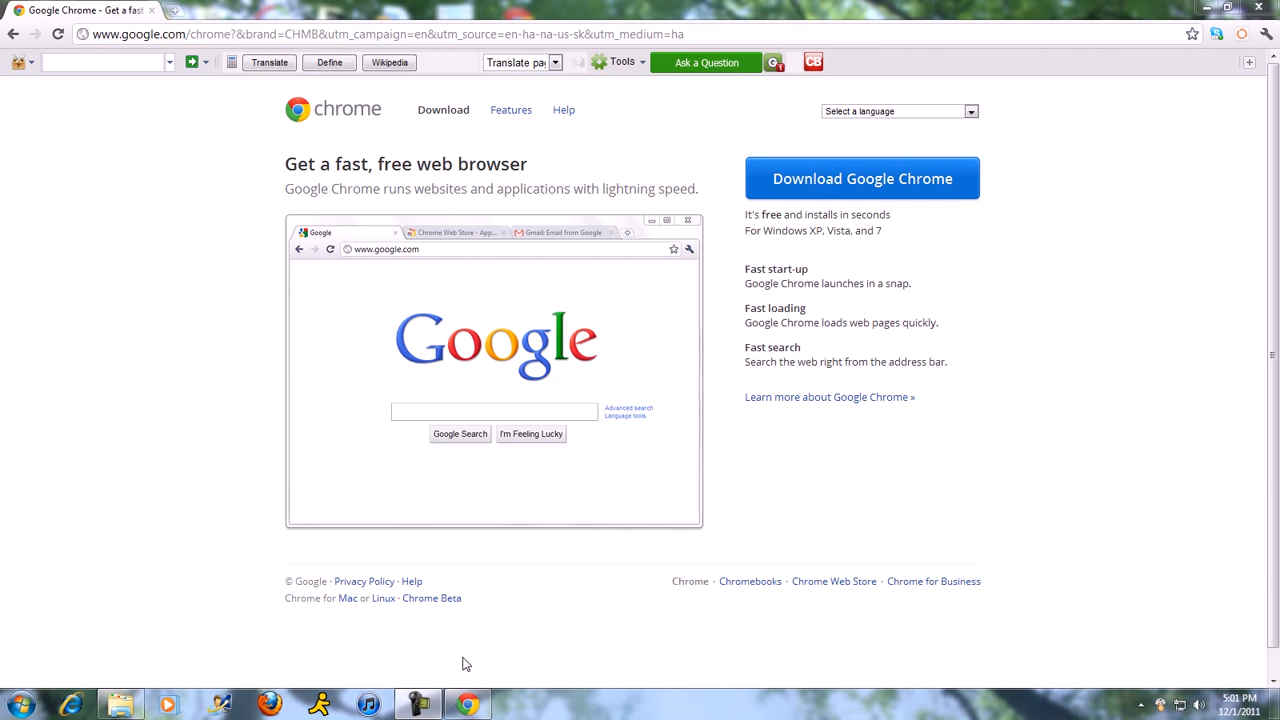 Google Chrome - Get a fast
www.google.com/chrome?&brand=CHMB&utm_campaign=en&utm_source=en-ha-na-us-sk&utm_medium=ha
Translate Define Wikipedia Translate pag Tools Ask a Question G 1 CB
chrome Download Features Help Select a language
Get a fast, free web browser
Google Chrome runs websites and applications with lightning speed.
Download Google Chrome
It's free and installs in seconds
For Windows XP, Vista, and 7
Fast start-up
Google Chrome launches in a snap.
Fast loading
Google Chrome loads web pages quickly.
Fast search
Search the web right from the address bar.
Learn more about Google Chrome »
Google Chrome Web Store - App... Gmail: Email from Google
www.google.com
Google
Advanced search
Language tools
Google Search I'm Feeling Lucky
© Google · Privacy Policy · Help
Chrome for Mac or Linux · Chrome Beta
Chrome · Chromebooks · Chrome Web Store · Chrome for Business
5:01 PM
12/1/2011